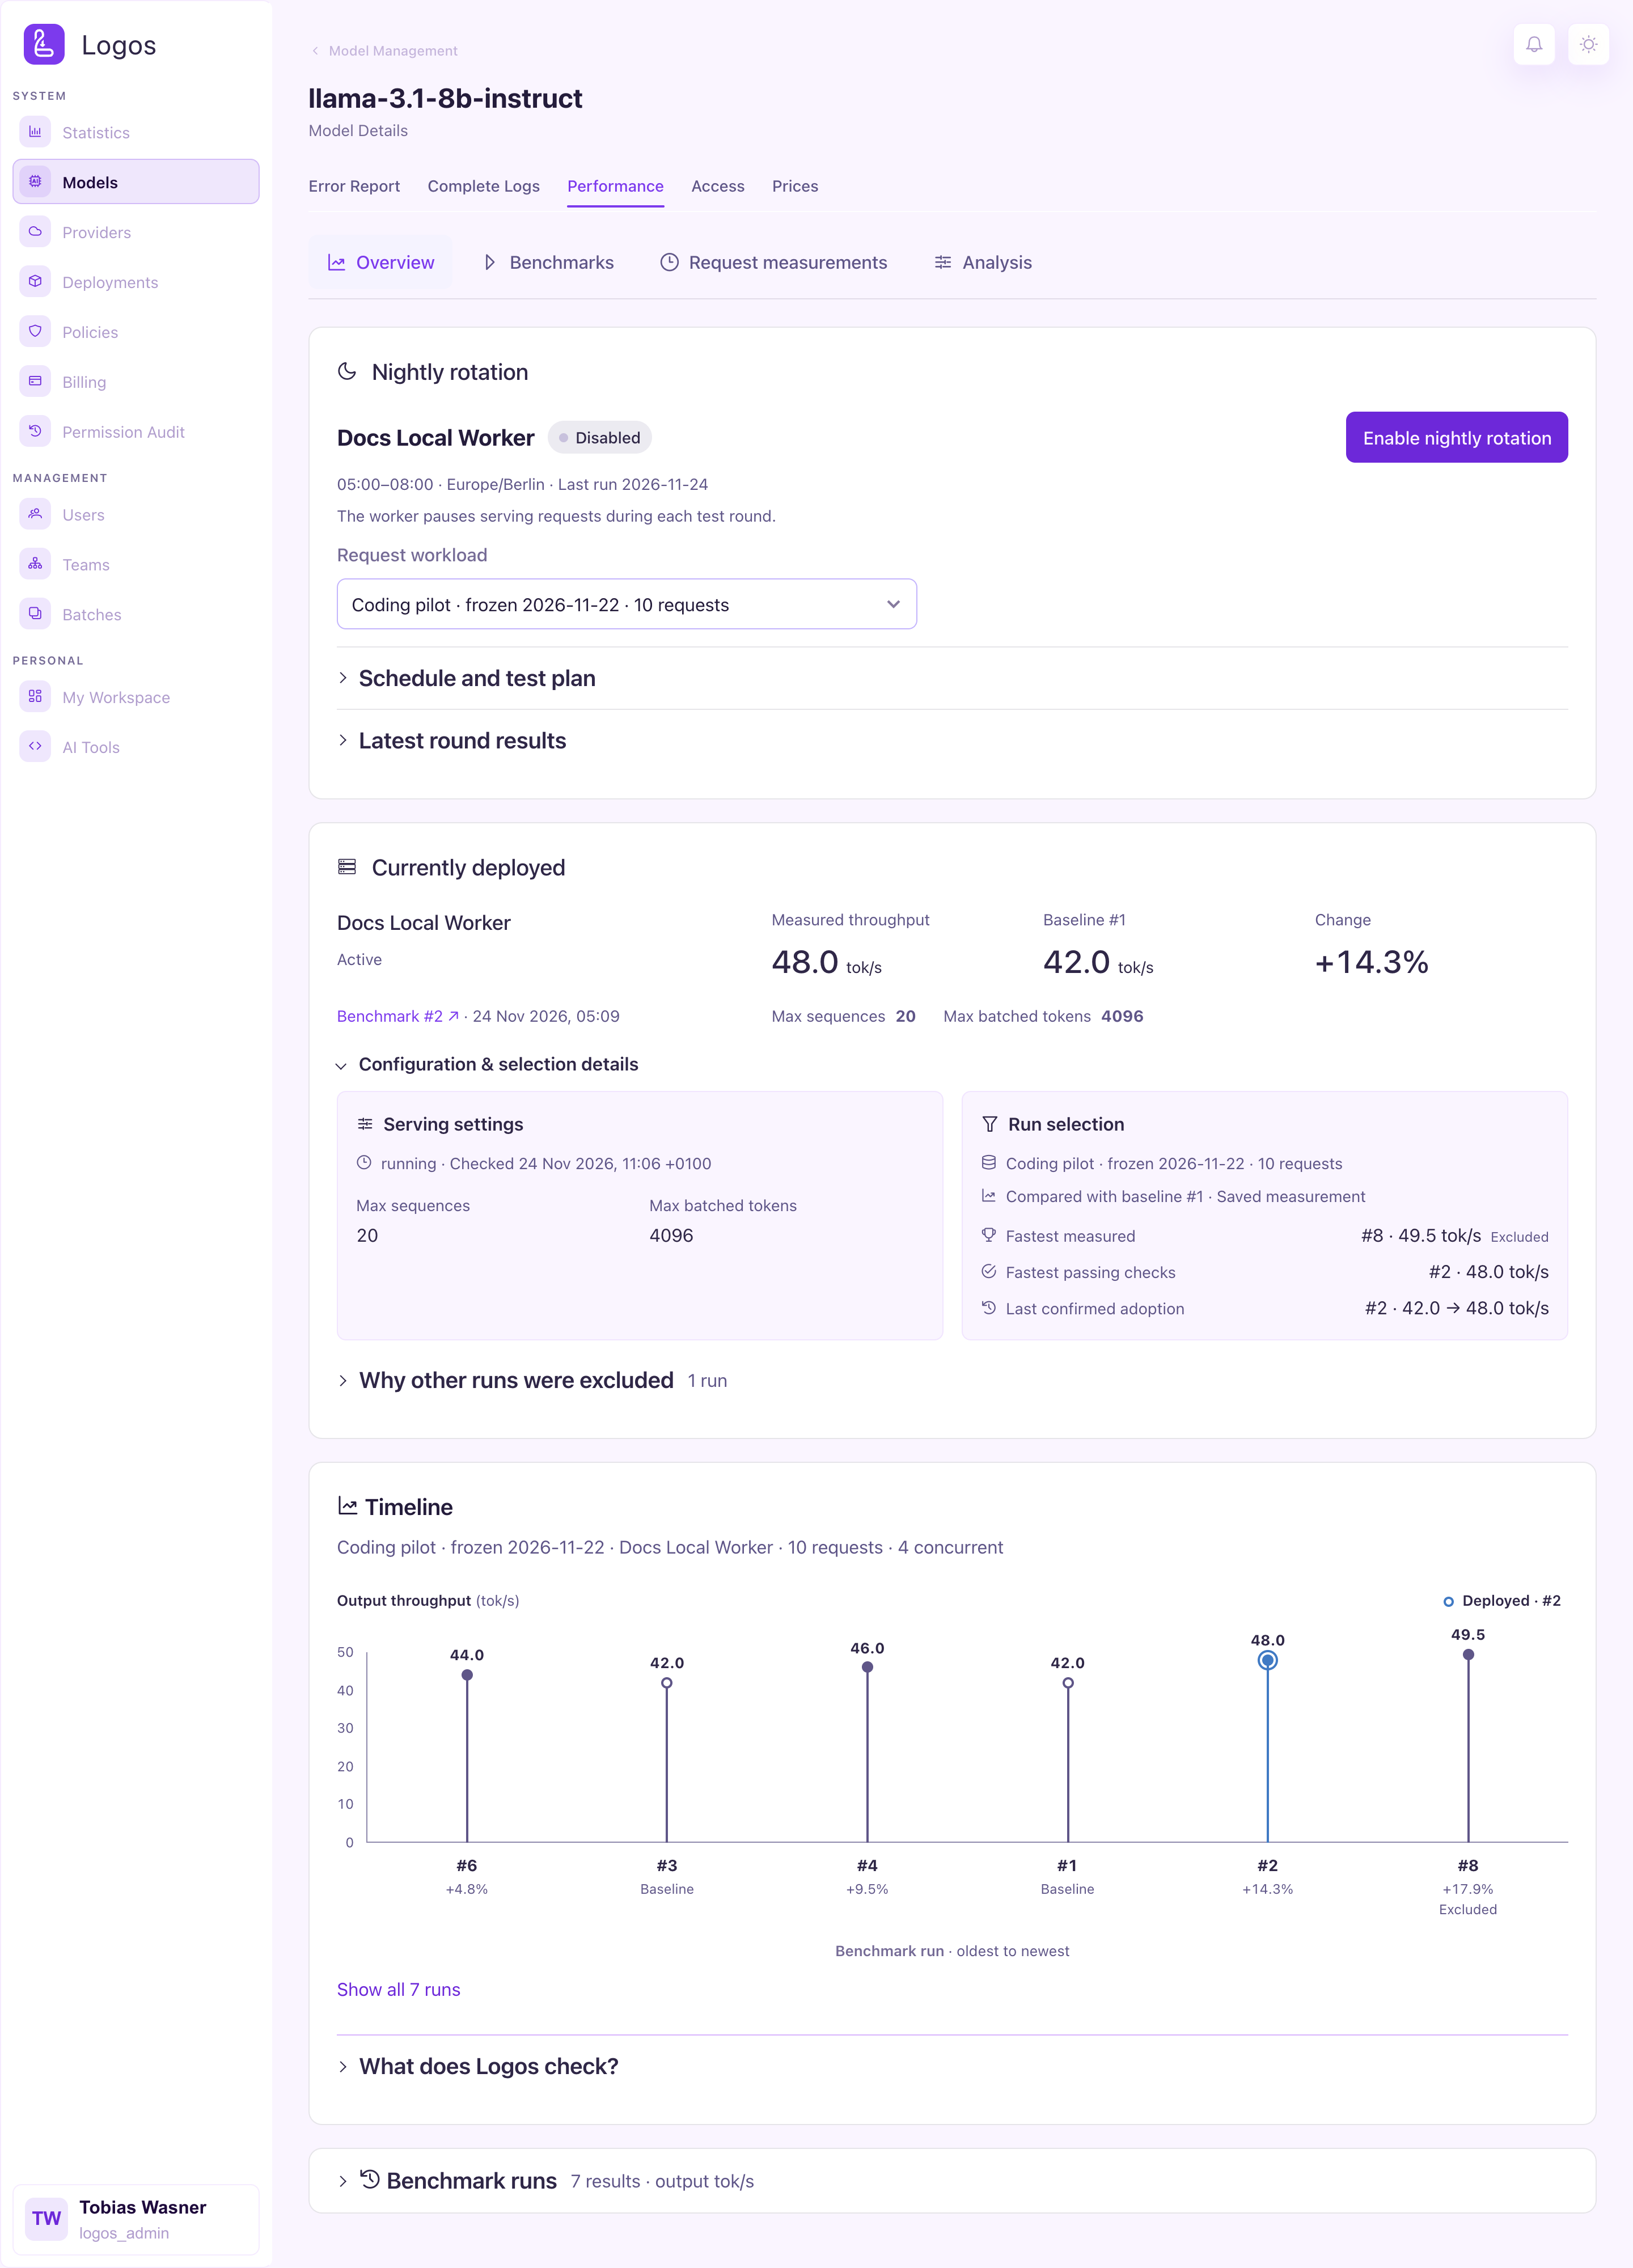 Logos
SYSTEM
Statistics
Models
Providers
Deployments
Policies
Billing
Permission Audit
MANAGEMENT
Users
Teams
Batches
PERSONAL
My Workspace
AI Tools
TW
Tobias Wasner
logos_admin
Model Management
llama-3.1-8b-instruct
Model Details
Error Report Complete Logs Performance Access Prices
Overview Benchmarks Request measurements Analysis
Nightly rotation
Docs Local Worker Disabled Enable nightly rotation
05:00–08:00 · Europe/Berlin · Last run 2026-11-24
The worker pauses serving requests during each test round.
Request workload
Coding pilot · frozen 2026-11-22 · 10 requests
Schedule and test plan
Latest round results
Currently deployed
Docs Local Worker
Active
Measured throughput Baseline #1 Change
48.0 tok/s 42.0 tok/s +14.3%
Benchmark #2 ↗ · 24 Nov 2026, 05:09
Max sequences 20 Max batched tokens 4096
Configuration & selection details
Serving settings
running · Checked 24 Nov 2026, 11:06 +0100
Max sequences Max batched tokens
20 4096
Run selection
Coding pilot · frozen 2026-11-22 · 10 requests
Compared with baseline #1 · Saved measurement
Fastest measured #8 · 49.5 tok/s Excluded
Fastest passing checks #2 · 48.0 tok/s
Last confirmed adoption #2 · 42.0 → 48.0 tok/s
Why other runs were excluded 1 run
Timeline
Coding pilot · frozen 2026-11-22 · Docs Local Worker · 10 requests · 4 concurrent
Output throughput (tok/s) Deployed · #2
50
40
30
20
10
0
44.0 42.0 46.0 42.0 48.0 49.5
#6 #3 #4 #1 #2 #8
+4.8% Baseline +9.5% Baseline +14.3% +17.9%
Excluded
Benchmark run · oldest to newest
Show all 7 runs
What does Logos check?
Benchmark runs 7 results · output tok/s